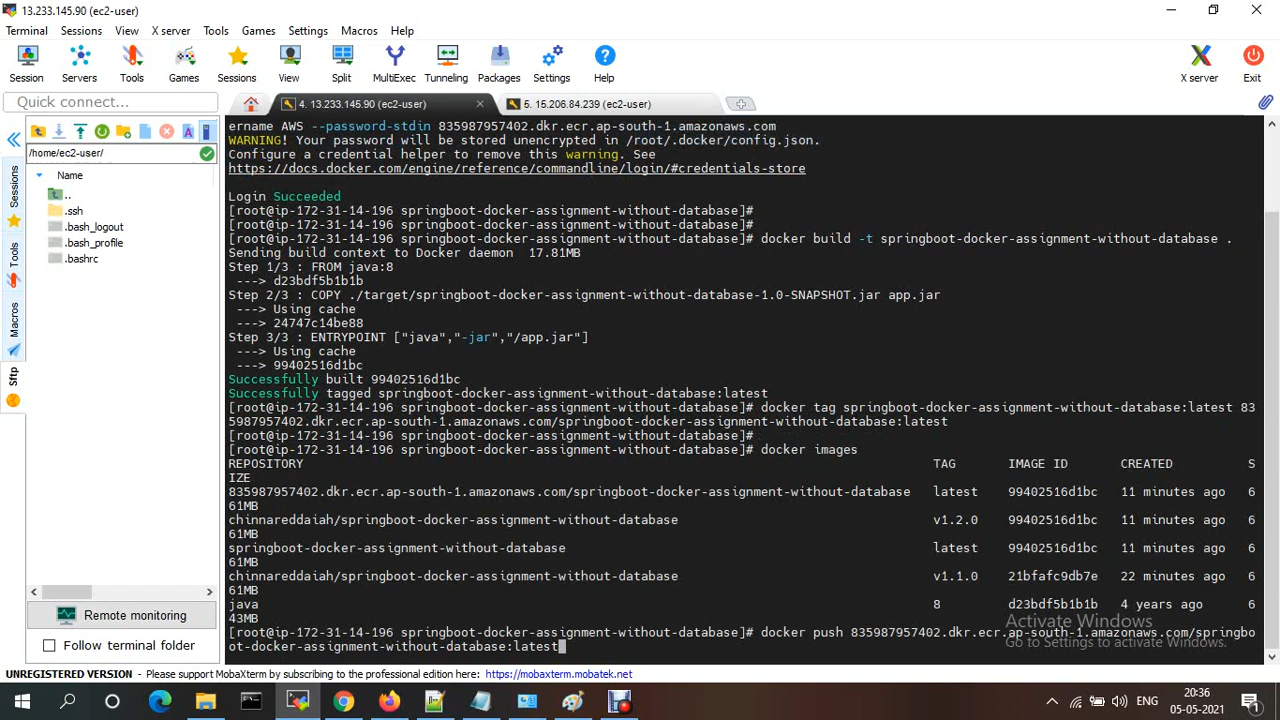 13.233.145.90 (ec2-user)
Terminal Sessions View X server Tools Games Settings Macros Help
Session Servers Tools Games Sessions View Split MultiExec Tunneling Packages Settings Help X server Exit
Quick connect...
4. 13.233.145.90 (ec2-user)
5. 15.206.84.239 (ec2-user)
/home/ec2-user/
Name
..
.ssh
.bash_logout
.bash_profile
.bashrc
Sessions
Tools
Macros
Sftp
Remote monitoring
Follow terminal folder
ername AWS --password-stdin 835987957402.dkr.ecr.ap-south-1.amazonaws.com
WARNING! Your password will be stored unencrypted in /root/.docker/config.json.
Configure a credential helper to remove this warning. See
https://docs.docker.com/engine/reference/commandline/login/#credentials-store
Login Succeeded
[root@ip-172-31-14-196 springboot-docker-assignment-without-database]#
[root@ip-172-31-14-196 springboot-docker-assignment-without-database]#
[root@ip-172-31-14-196 springboot-docker-assignment-without-database]# docker build -t springboot-docker-assignment-without-database .
Sending build context to Docker daemon  17.81MB
Step 1/3 : FROM java:8
---> d23bdf5b1b1b
Step 2/3 : COPY ./target/springboot-docker-assignment-without-database-1.0-SNAPSHOT.jar app.jar
---> Using cache
---> 24747c14be88
Step 3/3 : ENTRYPOINT ["java","-jar","/app.jar"]
---> Using cache
---> 99402516d1bc
Successfully built 99402516d1bc
Successfully tagged springboot-docker-assignment-without-database:latest
[root@ip-172-31-14-196 springboot-docker-assignment-without-database]# docker tag springboot-docker-assignment-without-database:latest 83
5987957402.dkr.ecr.ap-south-1.amazonaws.com/springboot-docker-assignment-without-database:latest
[root@ip-172-31-14-196 springboot-docker-assignment-without-database]#
[root@ip-172-31-14-196 springboot-docker-assignment-without-database]# docker images
REPOSITORY TAG IMAGE ID CREATED S
IZE
835987957402.dkr.ecr.ap-south-1.amazonaws.com/springboot-docker-assignment-without-database latest 99402516d1bc 11 minutes ago 6
61MB
chinnareddaiah/springboot-docker-assignment-without-database v1.2.0 99402516d1bc 11 minutes ago 6
61MB
springboot-docker-assignment-without-database latest 99402516d1bc 11 minutes ago 6
61MB
chinnareddaiah/springboot-docker-assignment-without-database v1.1.0 21bfafc9db7e 22 minutes ago 6
61MB
java 8 d23bdf5b1b1b 4 years ago 6
43MB
[root@ip-172-31-14-196 springboot-docker-assignment-without-database]# docker push 835987957402.dkr.ecr.ap-south-1.amazonaws.com/springbo
ot-docker-assignment-without-database:latest
Activate Windows
Go to Settings to activate Windows.
UNREGISTERED VERSION - Please support MobaXterm by subscribing to the professional edition here: https://mobaxterm.mobatek.net
ENG
20:36
05-05-2021
1